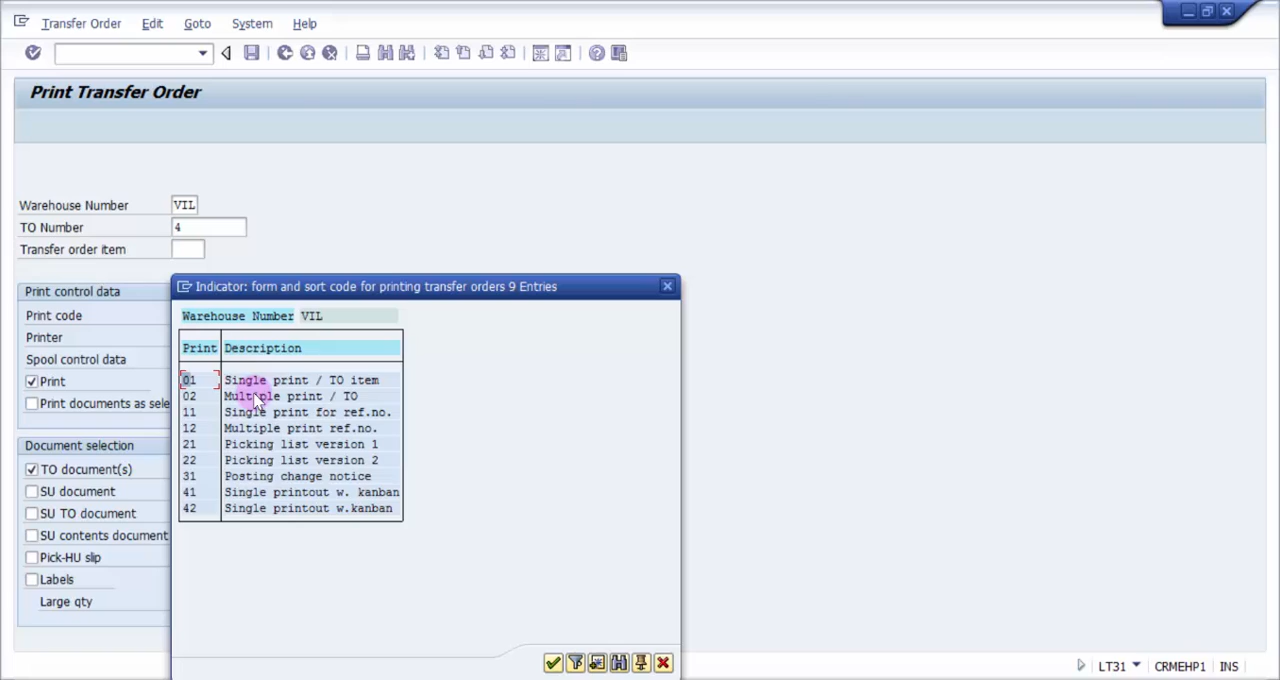 Transfer Order Edit Goto System Help
Print Transfer Order
Warehouse Number VIL
TO Number 4
Transfer order item
Print control data
Print code
Printer
Spool control data
Print
Print documents as sele
Document selection
TO document(s)
SU document
SU TO document
SU contents document
Pick-HU slip
Labels
Large qty
Indicator: form and sort code for printing transfer orders 9 Entries
Warehouse Number VIL
Print Description
01 Single print / TO item
02 Multiple print / TO
11 Single print for ref.no.
12 Multiple print ref.no.
21 Picking list version 1
22 Picking list version 2
31 Posting change notice
41 Single printout w. kanban
42 Single printout w.kanban
LT31 CRMEHP1 INS